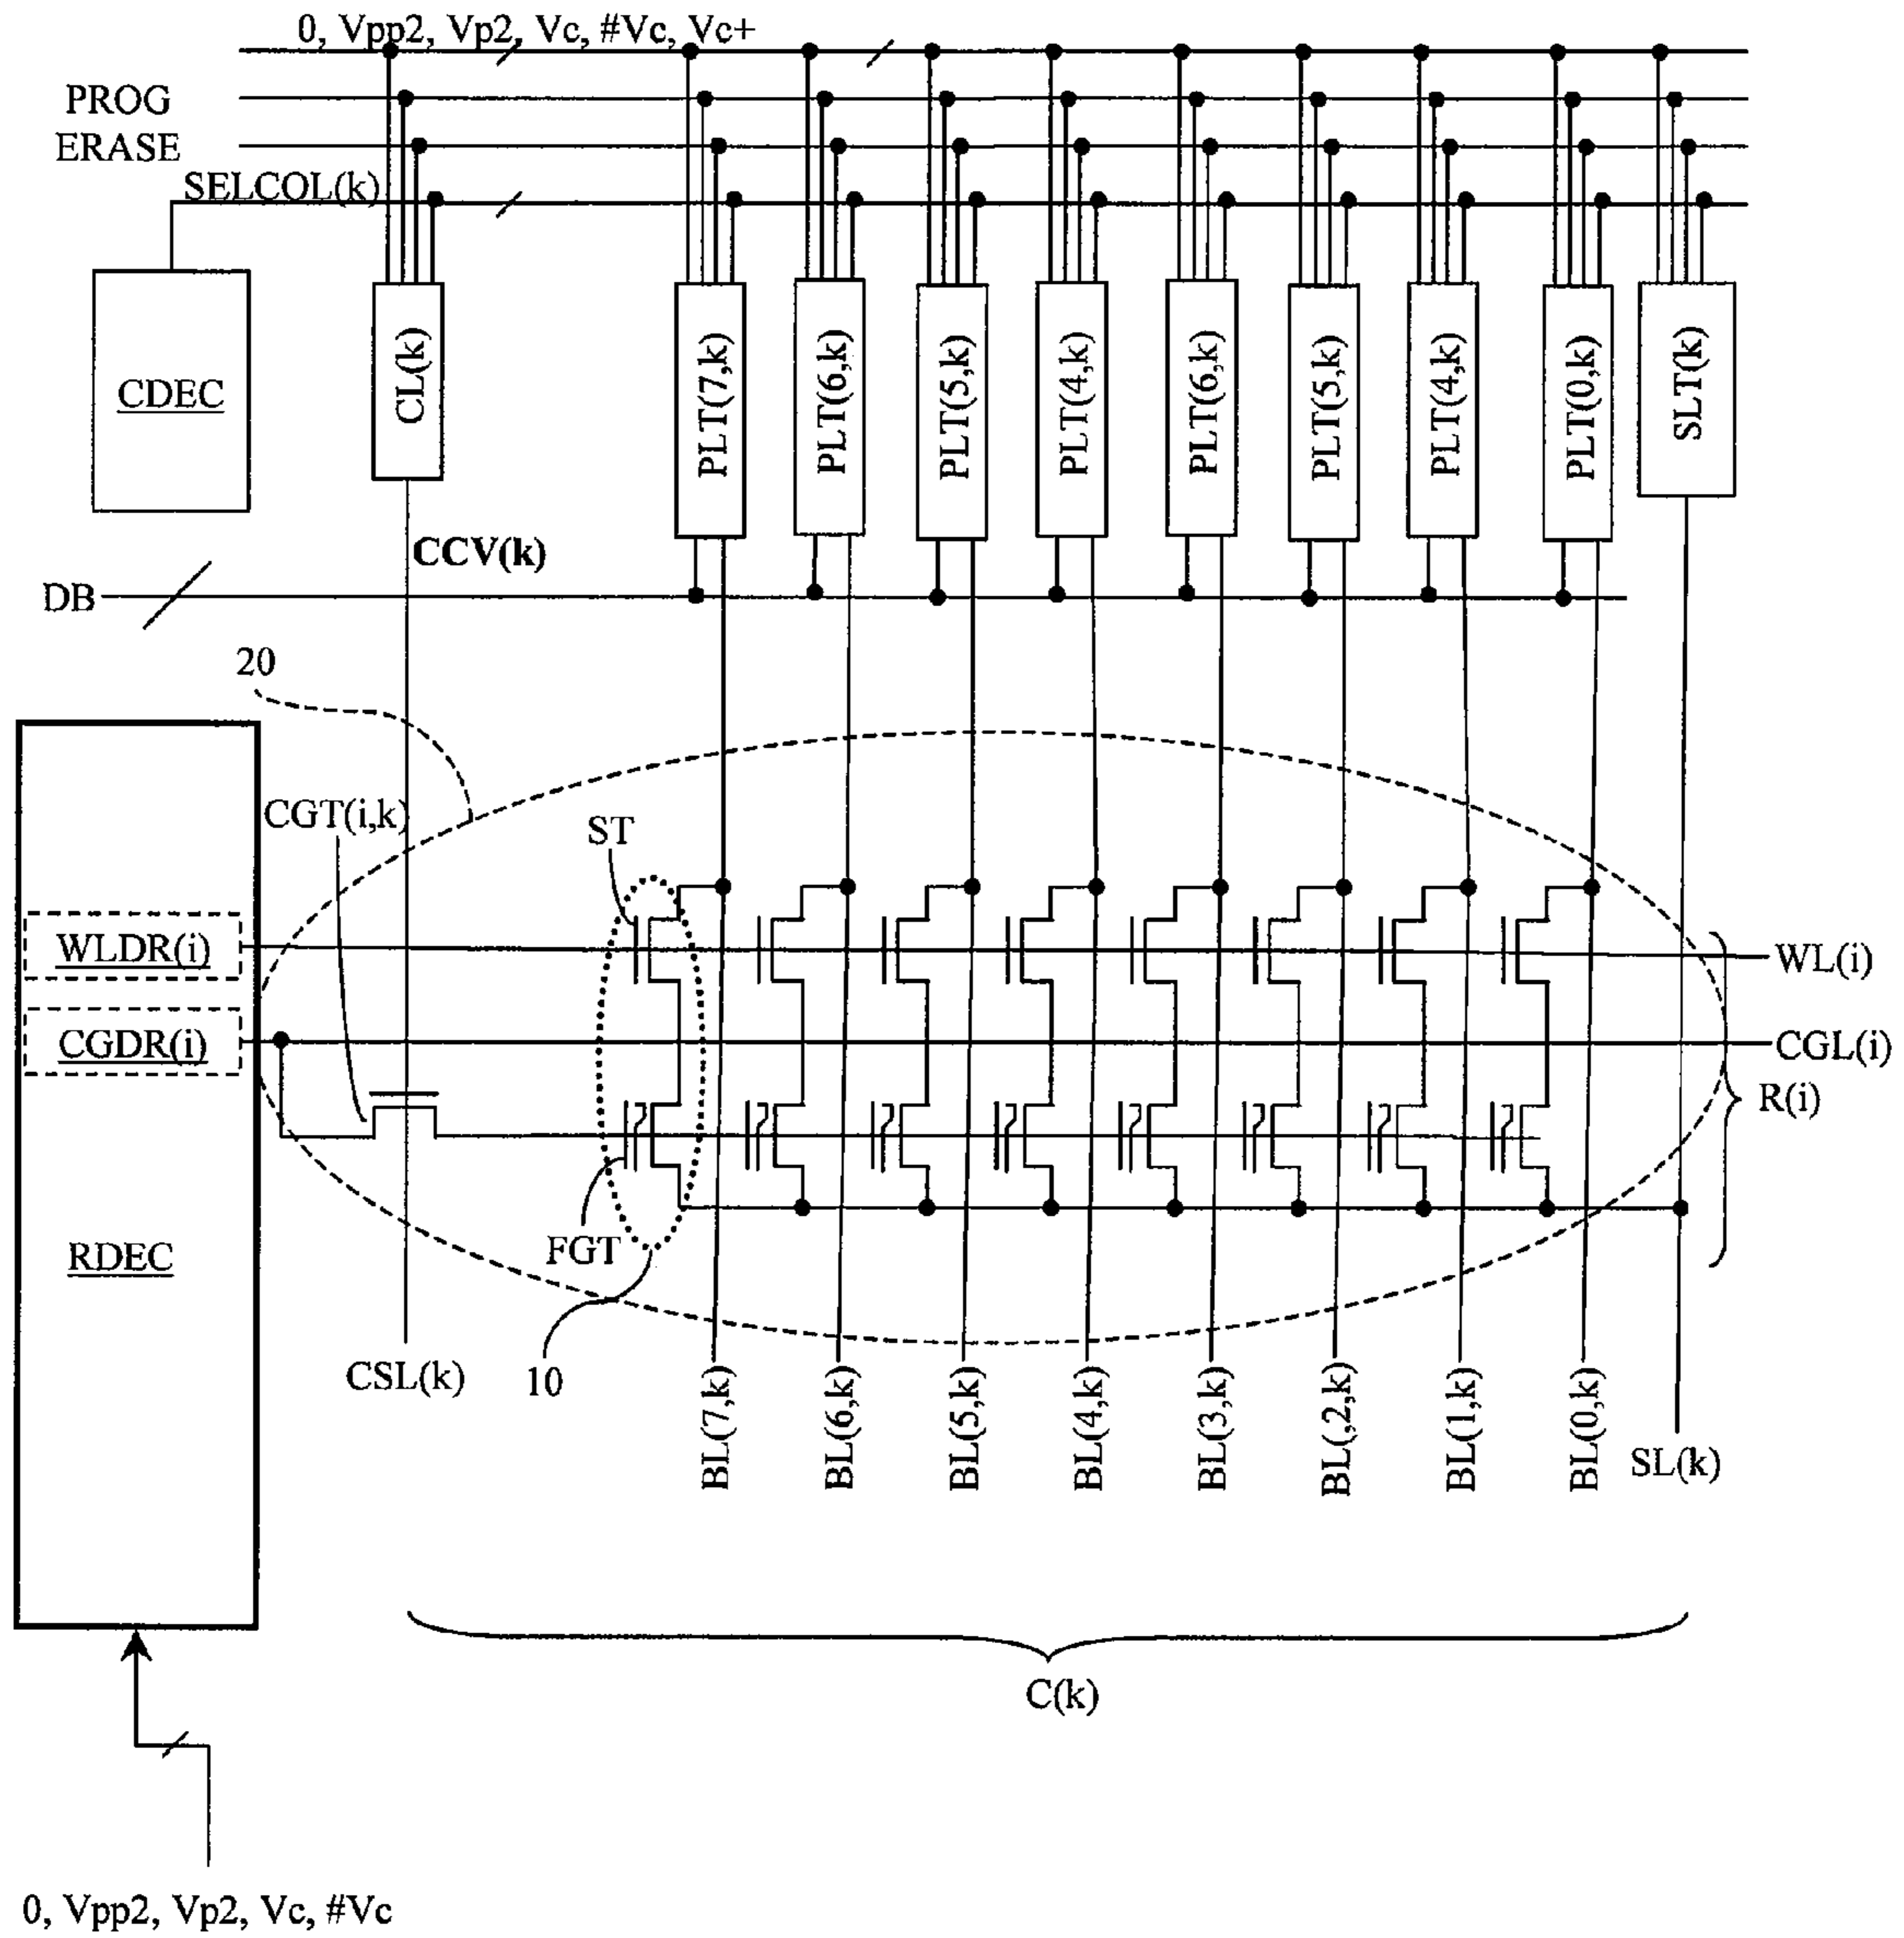 0, Vpp2, Vp2, Vc, #Vc, Vc+
PROG
ERASE
SELCOL(k)
CDEC
CL(k)
PLT(7,k)
PLT(6,k)
PLT(5,k)
PLT(4,k)
PLT(6,k)
PLT(5,k)
PLT(4,k)
PLT(0,k)
SLT(k)
CCV(k)
DB
20
CGT(i,k)
ST
WLDR(i)
WL(i)
CGDR(i)
CGL(i)
R(i)
FGT
RDEC
10
CSL(k)
BL(7,k)
BL(6,k)
BL(5,k)
BL(4,k)
BL(3,k)
BL(,2,k)
BL(1,k)
BL(0,k)
SL(k)
C(k)
0, Vpp2, Vp2, Vc, #Vc